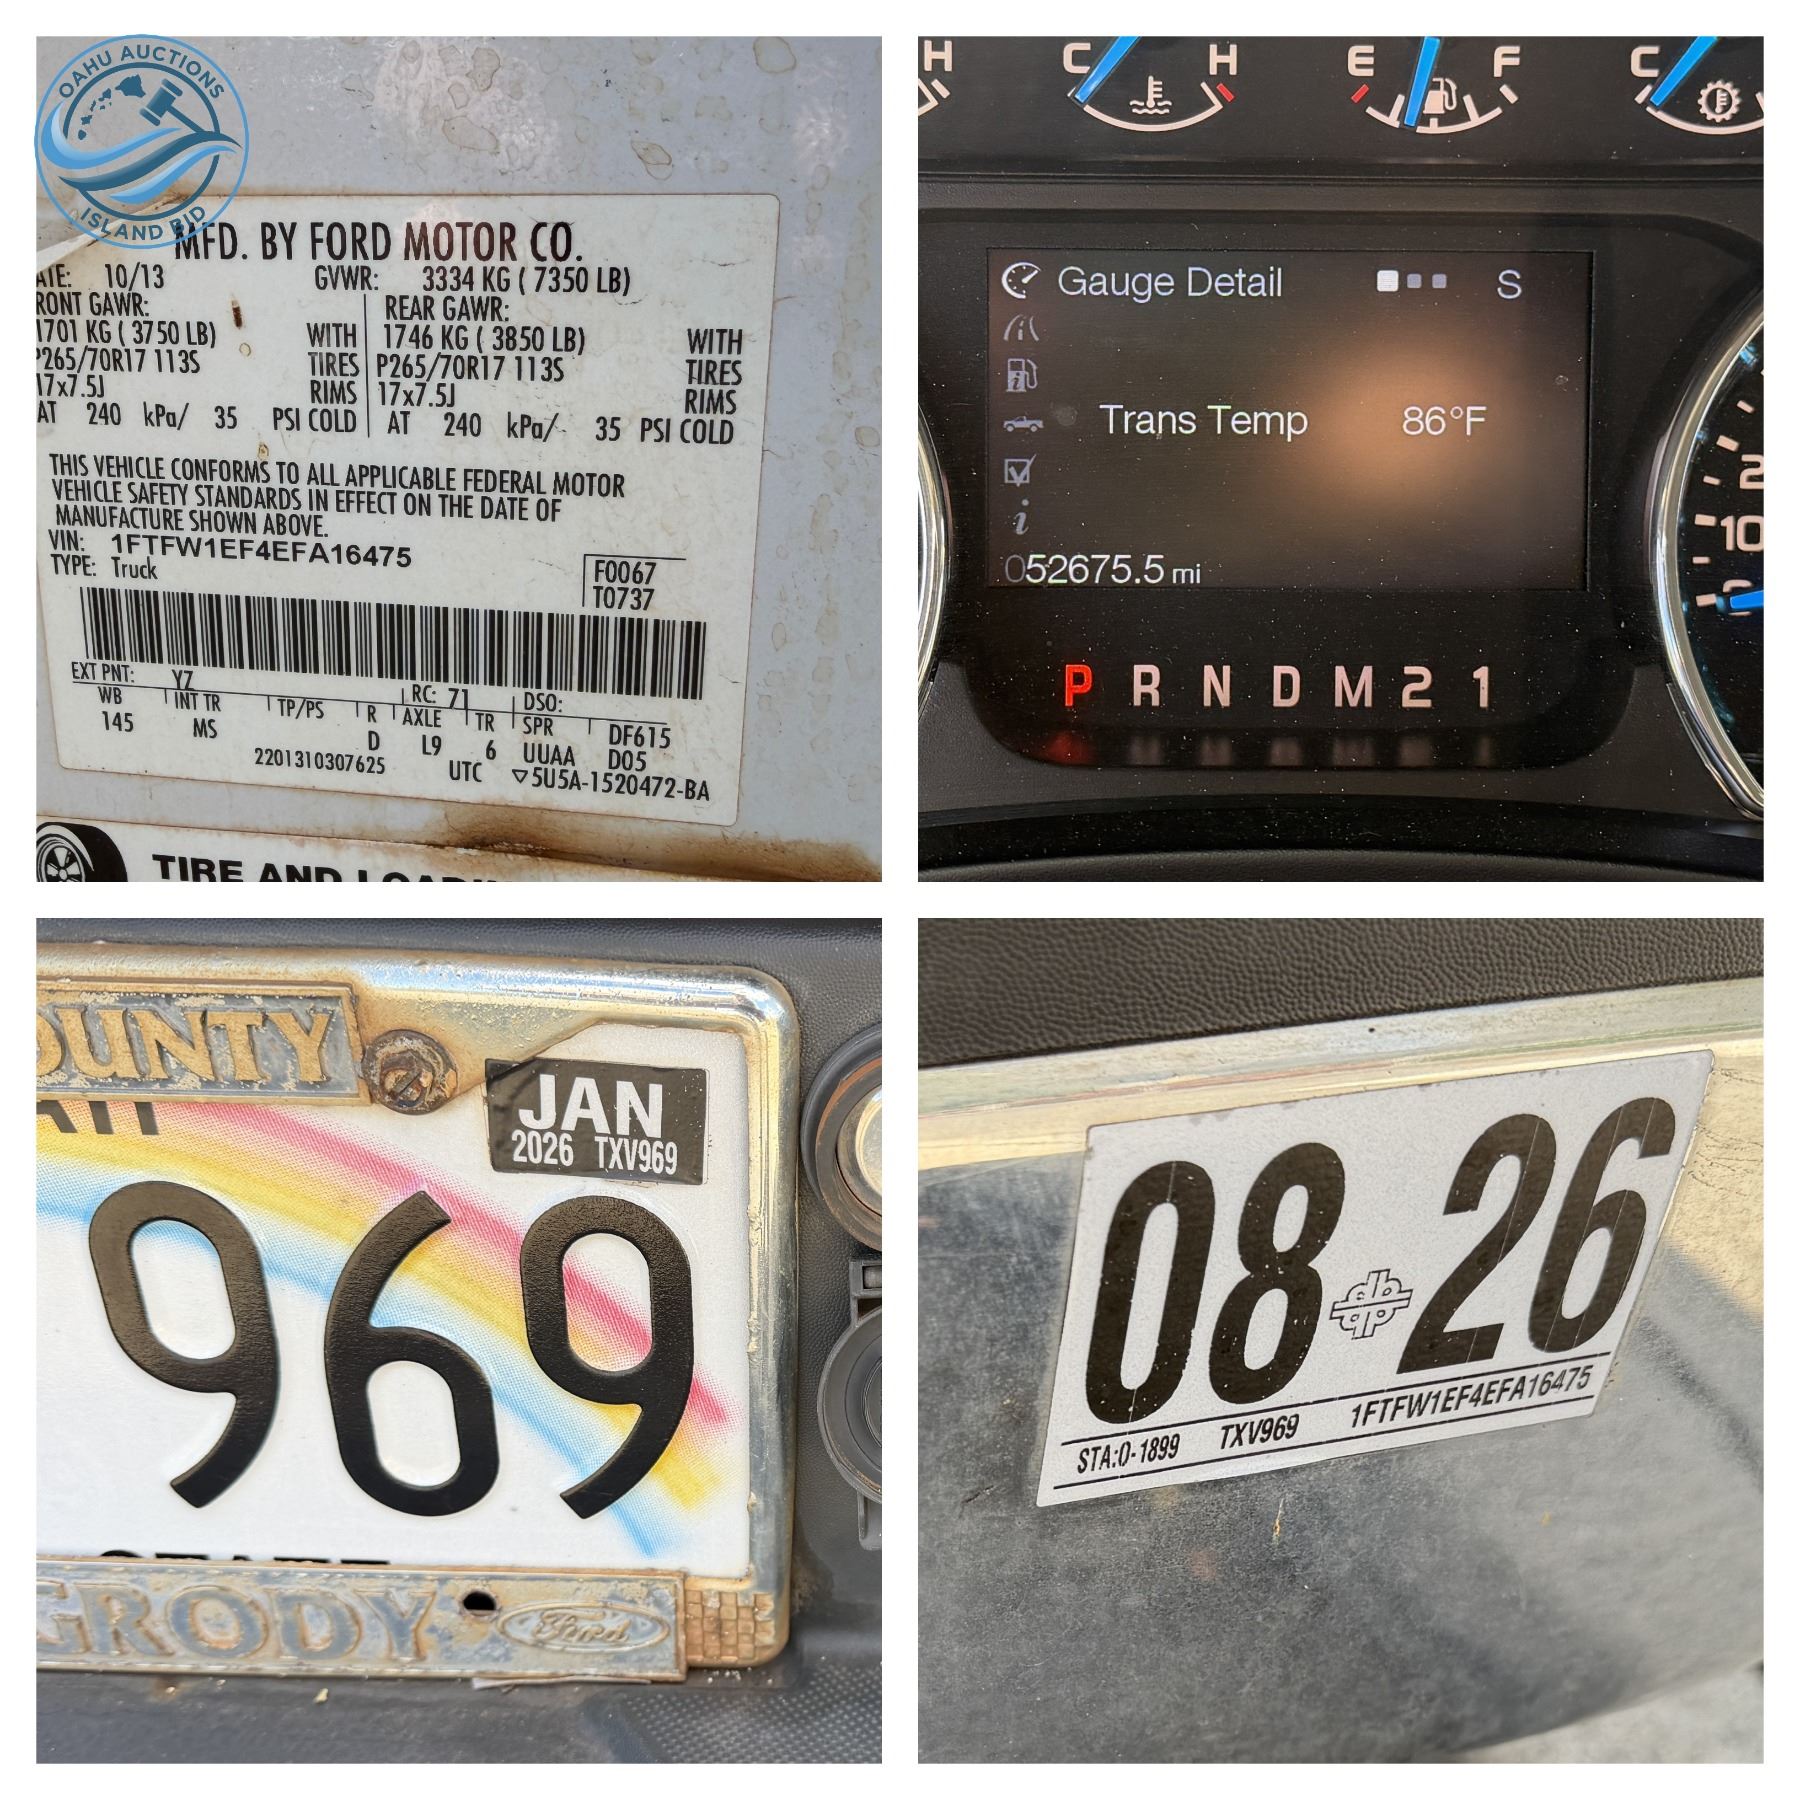 OAHU AUCTIONS
ISLAND BID
MFD. BY FORD MOTOR CO.
ATE: 10/13 GVWR: 3334 KG ( 7350 LB)
RONT GAWR: REAR GAWR:
1701 KG ( 3750 LB) WITH 1746 KG ( 3850 LB) WITH
P265/70R17 113S TIRES P265/70R17 113S TIRES
17x7.5J RIMS 17x7.5J RIMS
AT 240 kPa/ 35 PSI COLD AT 240 kPa/ 35 PSI COLD
THIS VEHICLE CONFORMS TO ALL APPLICABLE FEDERAL MOTOR
VEHICLE SAFETY STANDARDS IN EFFECT ON THE DATE OF
MANUFACTURE SHOWN ABOVE.
VIN: 1FTFW1EF4EFA16475
TYPE: Truck
F0067
T0737
EXT PNT: YZ RC: 71 DSO:
WB INT TR TP/PS R AXLE TR SPR DF615
145 MS D L9 6 UUAA D05
2201310307625 UTC ▽5U5A-1520472-BA
TIRE AND LOADIN
H C H E F C
Gauge Detail S
Trans Temp 86°F
052675.5 mi
P R N D M 2 1
2
10
0
OUNTY
JAN
2026 TXV969
969
GRODY Ford
08 26
STA:0-1899 TXV969 1FTFW1EF4EFA16475